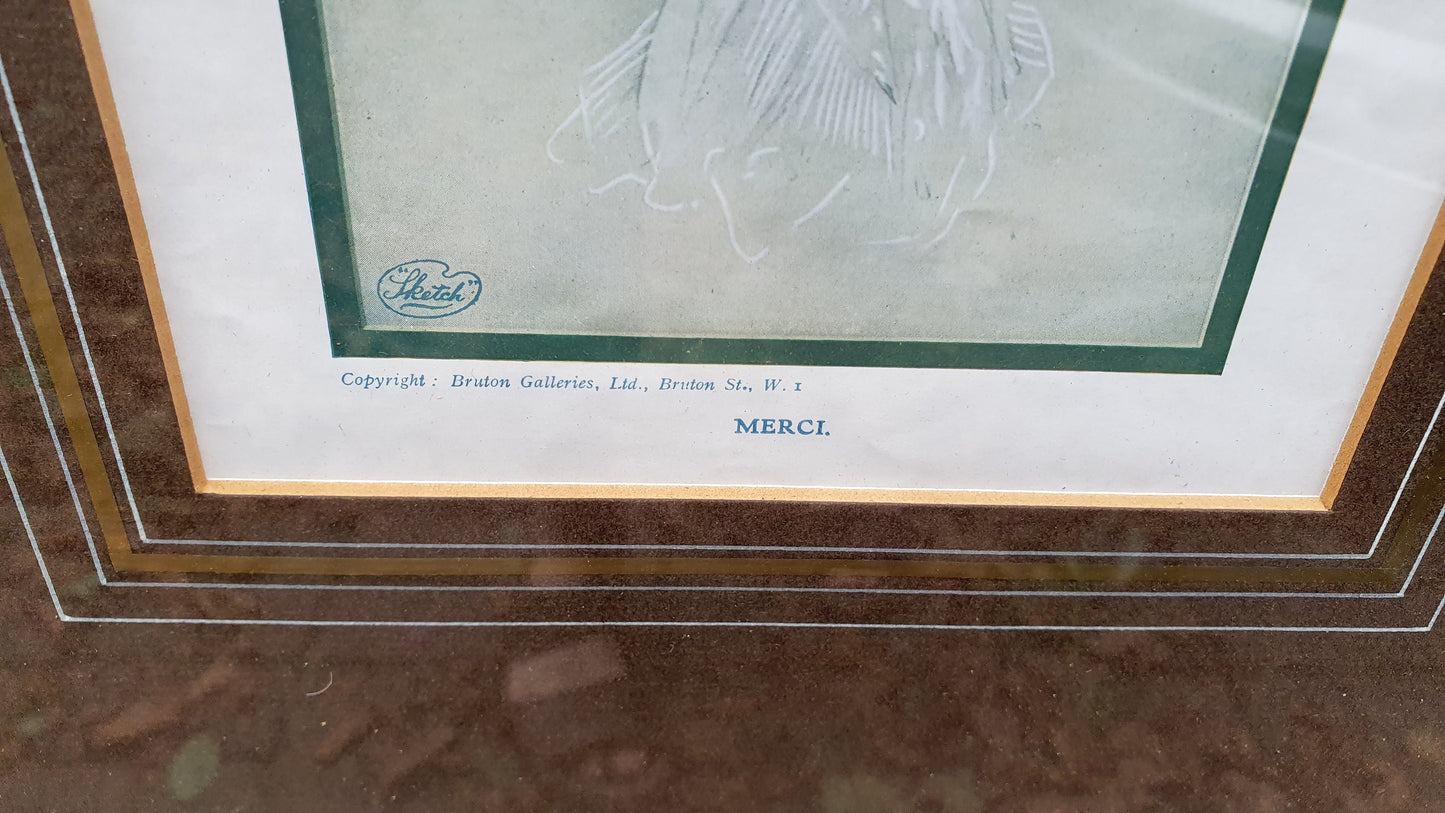 "Sketch"
Copyright : Bruton Galleries, Ltd., Bruton St., W. 1
MERCI.